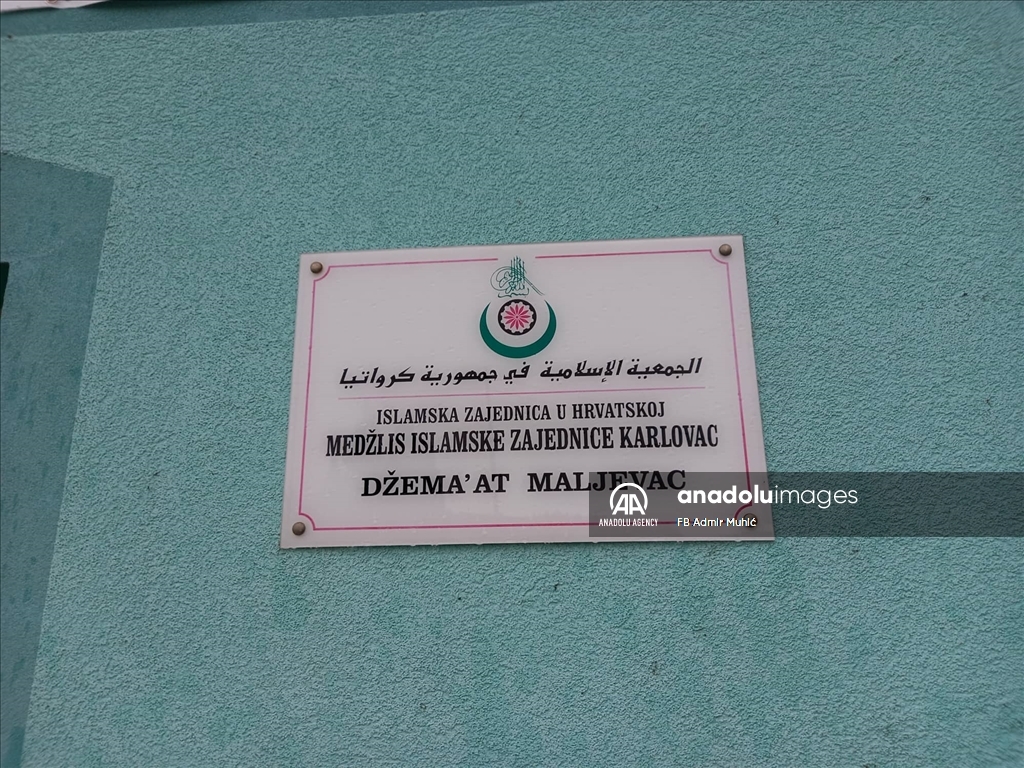 الجمعية الإسلامية في جمهورية كرواتيا
ISLAMSKA ZAJEDNICA U HRVATSKOJ
MEDŽLIS ISLAMSKE ZAJEDNICE KARLOVAC
DŽEMA'AT MALJEVAC
AA
ANADOLU AGENCY
anadoluimages
FB Admir Muhić